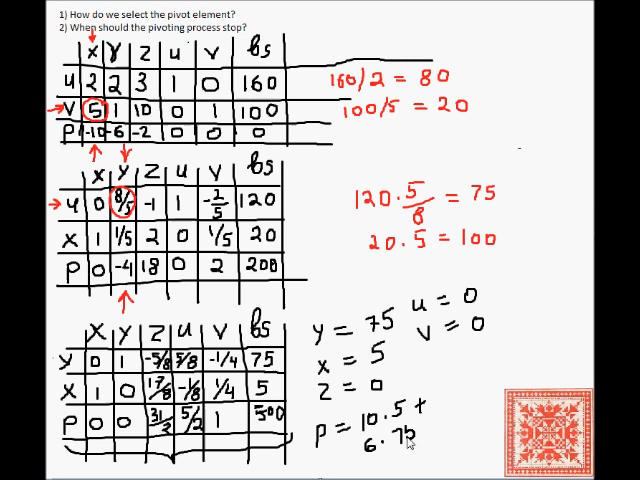 1) How do we select the pivot element?
2) When should the pivoting process stop?
x y z u v bs
u 2 2 3 1 0 160
v 5 1 10 0 1 100
P -10 -6 -2 0 0 0
160/2 = 80
100/5 = 20
x y z u v bs
y 0 8/5 -1 1 -2/5 120
x 1 1/5 2 0 1/5 20
P 0 -4 18 0 2 200
120 · 5/8 = 75
20 · 5 = 100
x y z u v bs
y 0 1 -5/8 5/8 -1/4 75
x 1 0 17/8 -1/8 1/4 5
P 0 0 31/2 5/2 1 500
y = 75 u = 0
x = 5 v = 0
z = 0
P = 10 · 5 +
6 · 75